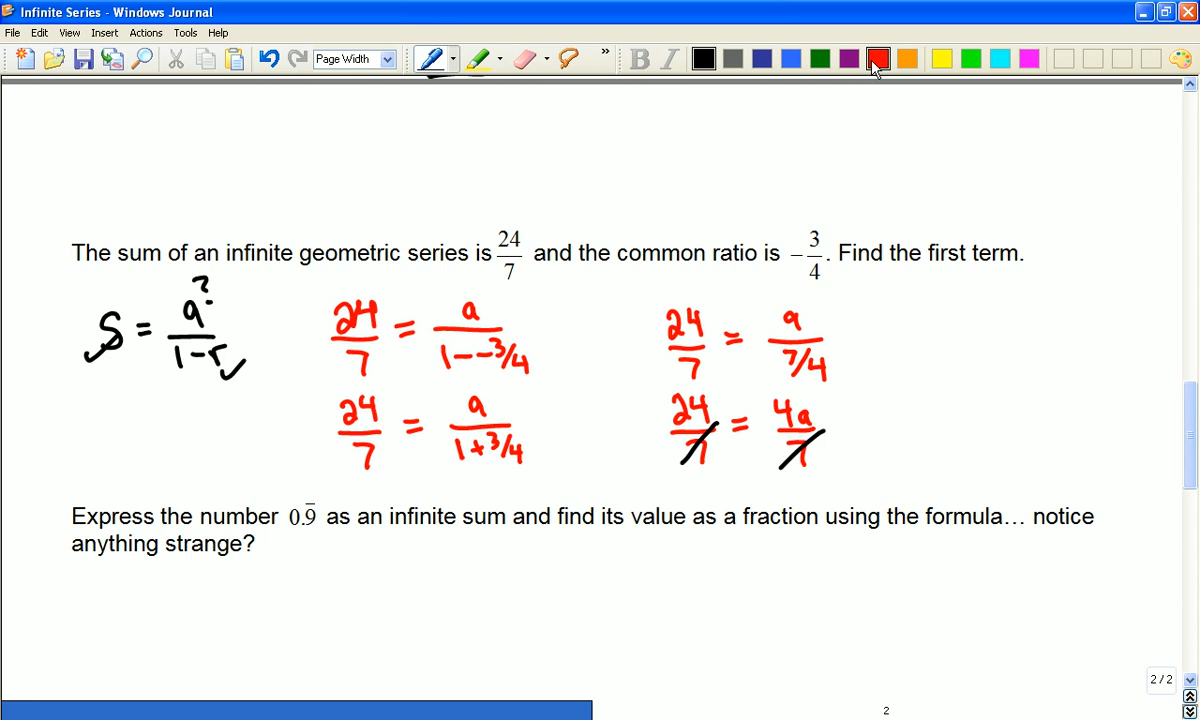 Infinite Series - Windows Journal
File Edit View Insert Actions Tools Help
Page Width » B I
The sum of an infinite geometric series is 24/7 and the common ratio is −3/4. Find the first term.
S = a?/(1-r)
24/7 = a/(1--3/4)
24/7 = a/(7/4)
24/7 = a/(1+3/4)
24/7 = 4a/7
Express the number 0.9̅ as an infinite sum and find its value as a fraction using the formula… notice
anything strange?
2 / 2
2